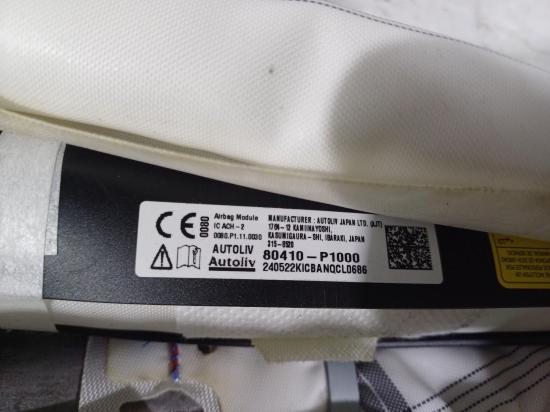 CE 0080
Airbag Module
IC ACH-2
0080.P1.11.0030
MANUFACTURER : AUTOLIV JAPAN LTD. (AJT)
1764-12 KAMIINAYOSHI,
KASUMIGAURA-SHI, IBARAKI, JAPAN
315-8520
AUTOLIV
Autoliv
80410-P1000
240522KICBANQCL0686